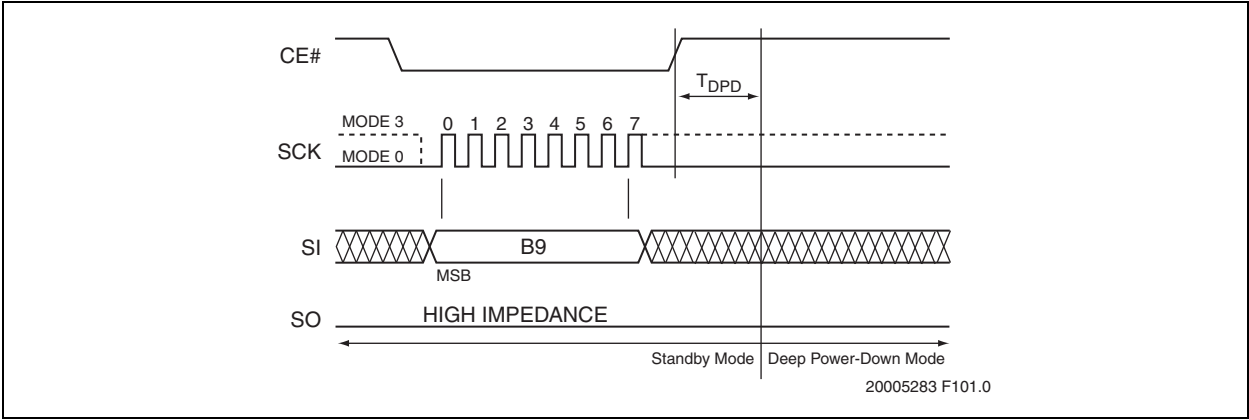 CE#
TDPD
MODE 3
0 1 2 3 4 5 6 7
SCK
MODE 0
SI
B9
MSB
SO
HIGH IMPEDANCE
Standby Mode
Deep Power-Down Mode
20005283 F101.0